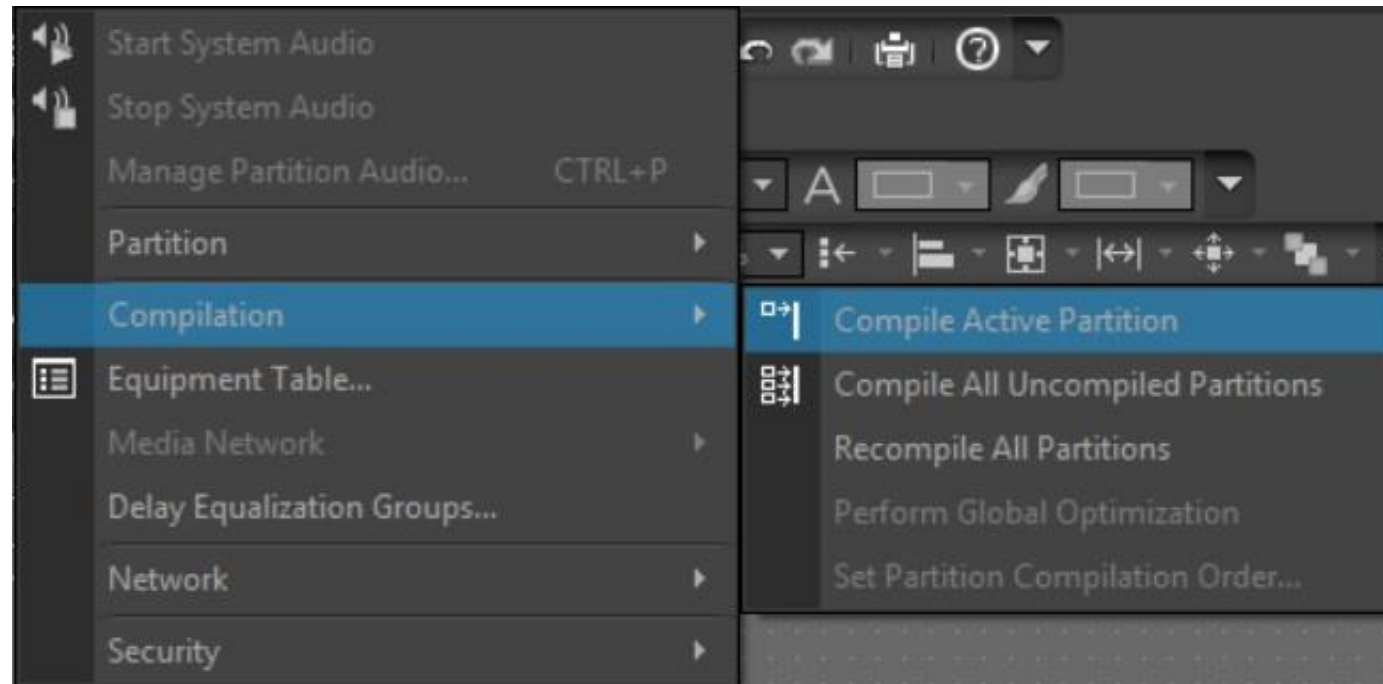 Start System Audio
Stop System Audio
Manage Partition Audio... CTRL+P
Partition
Compilation
Equipment Table...
Media Network
Delay Equalization Groups...
Network
Security
A
Compile Active Partition
Compile All Uncompiled Partitions
Recompile All Partitions
Perform Global Optimization
Set Partition Compilation Order...